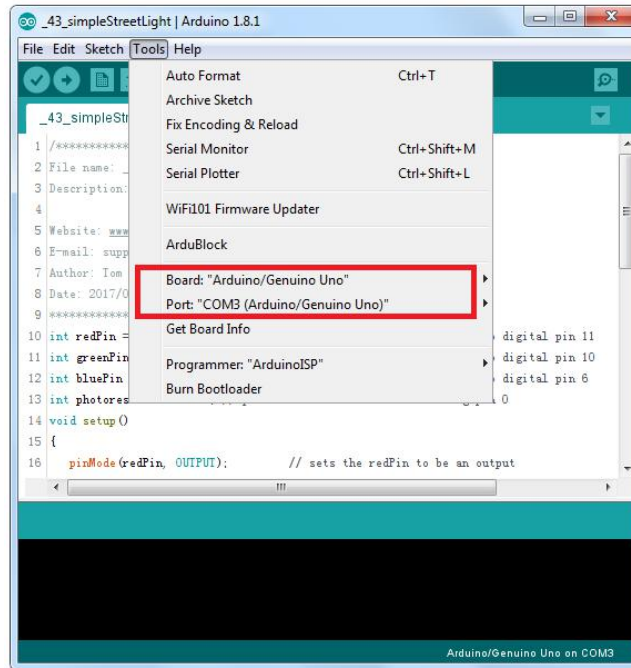 _43_simpleStreetLight | Arduino 1.8.1
File Edit Sketch Tools Help
Auto Format Ctrl+T
Archive Sketch
Fix Encoding & Reload
Serial Monitor Ctrl+Shift+M
Serial Plotter Ctrl+Shift+L
WiFi101 Firmware Updater
ArduBlock
Board: "Arduino/Genuino Uno"
Port: "COM3 (Arduino/Genuino Uno)"
Get Board Info
Programmer: "ArduinoISP"
Burn Bootloader
_43_simpleStr
1 /***********
2 File name: _
3 Description:
4
5 Website: www
6 E-mail: supp
7 Author: Tom
8 Date: 2017/0
9 ************
10 int redPin = digital pin 11
11 int greenPin digital pin 10
12 int bluePin digital pin 6
13 int photores 0
14 void setup()
15 {
16 pinMode(redPin, OUTPUT); // sets the redPin to be an output
Arduino/Genuino Uno on COM3